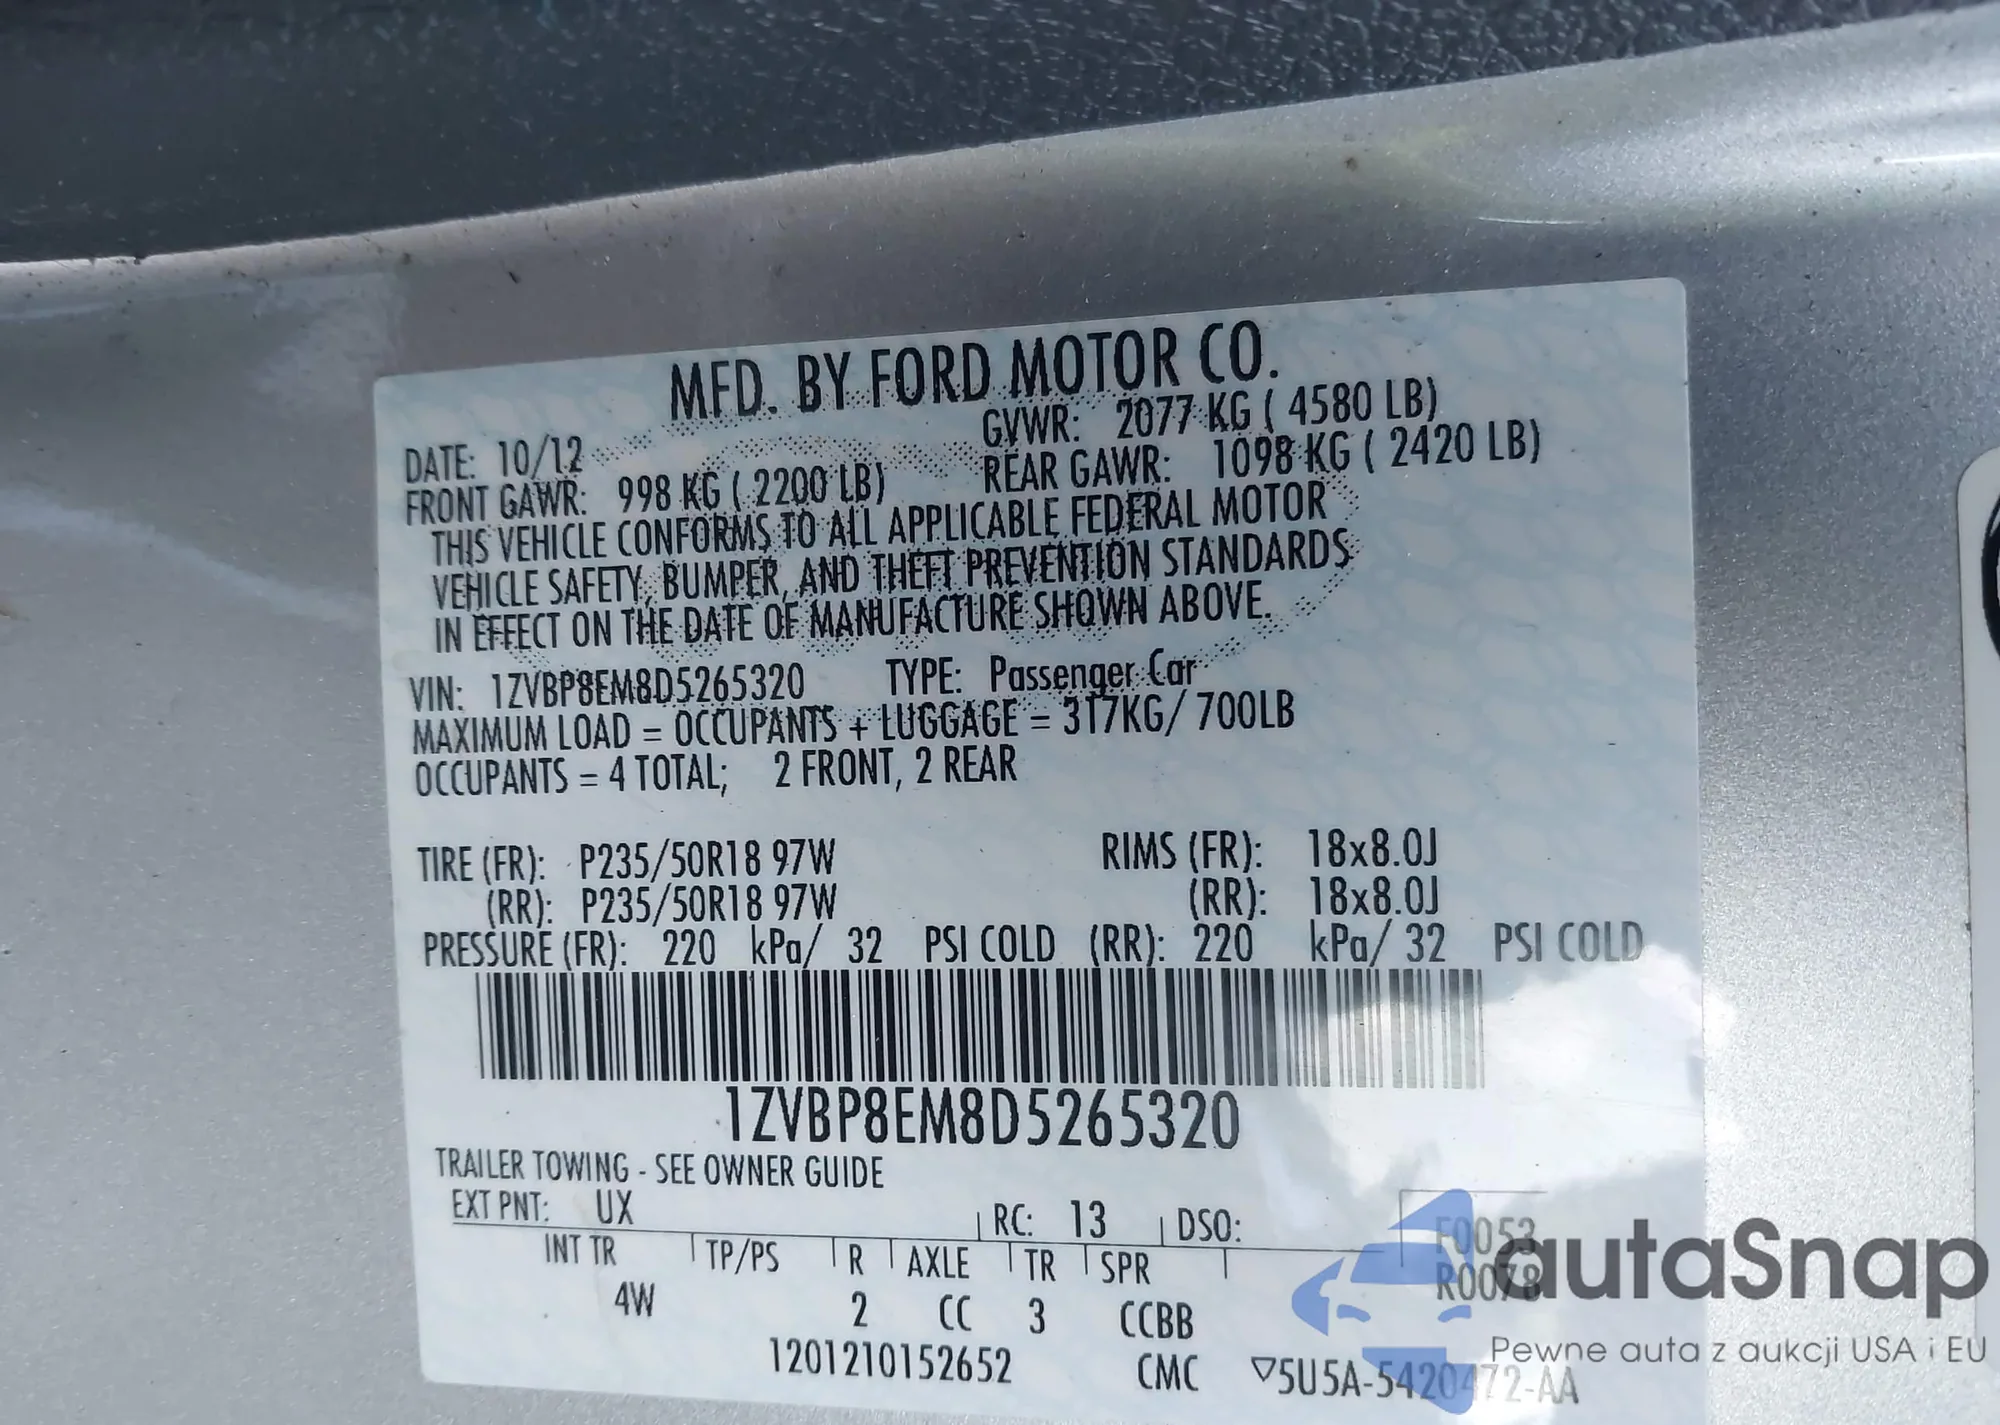 MFD. BY FORD MOTOR CO.
DATE: 10/12 GVWR: 2077 KG ( 4580 LB)
FRONT GAWR: 998 KG ( 2200 LB) REAR GAWR: 1098 KG ( 2420 LB)
THIS VEHICLE CONFORMS TO ALL APPLICABLE FEDERAL MOTOR
VEHICLE SAFETY, BUMPER, AND THEFT PREVENTION STANDARDS
IN EFFECT ON THE DATE OF MANUFACTURE SHOWN ABOVE.
VIN: 1ZVBP8EM8D5265320 TYPE: Passenger Car
MAXIMUM LOAD = OCCUPANTS + LUGGAGE = 317KG/ 700LB
OCCUPANTS = 4 TOTAL; 2 FRONT, 2 REAR
TIRE (FR): P235/50R18 97W RIMS (FR): 18x8.0J
(RR): P235/50R18 97W (RR): 18x8.0J
PRESSURE (FR): 220 kPa/ 32 PSI COLD (RR): 220 kPa/ 32 PSI COLD
1ZVBP8EM8D5265320
TRAILER TOWING - SEE OWNER GUIDE
EXT PNT: UX RC: 13 DSO: F0053
INT TR TP/PS R AXLE TR SPR R0078
4W 2 CC 3 CCBB
1201210152652 CMC ▽5U5A-5420472-AA
autaSnap
Pewne auta z aukcji USA i EU